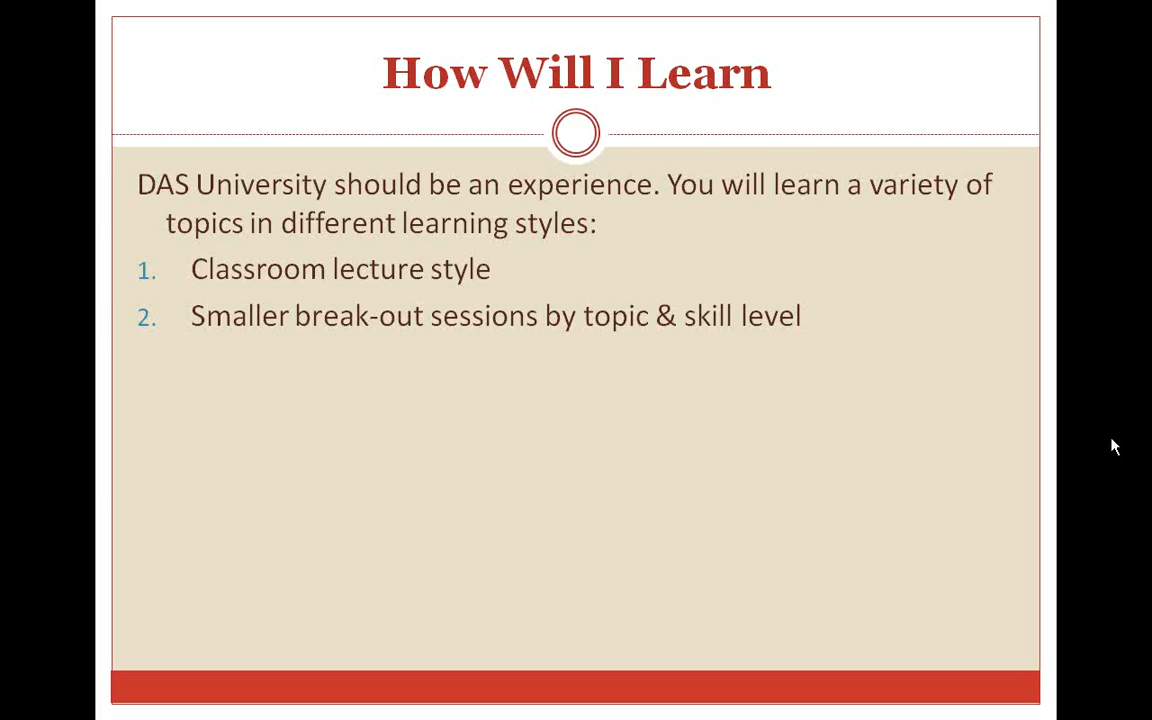 How Will I Learn
DAS University should be an experience. You will learn a variety of
topics in different learning styles:
1. Classroom lecture style
2. Smaller break-out sessions by topic & skill level